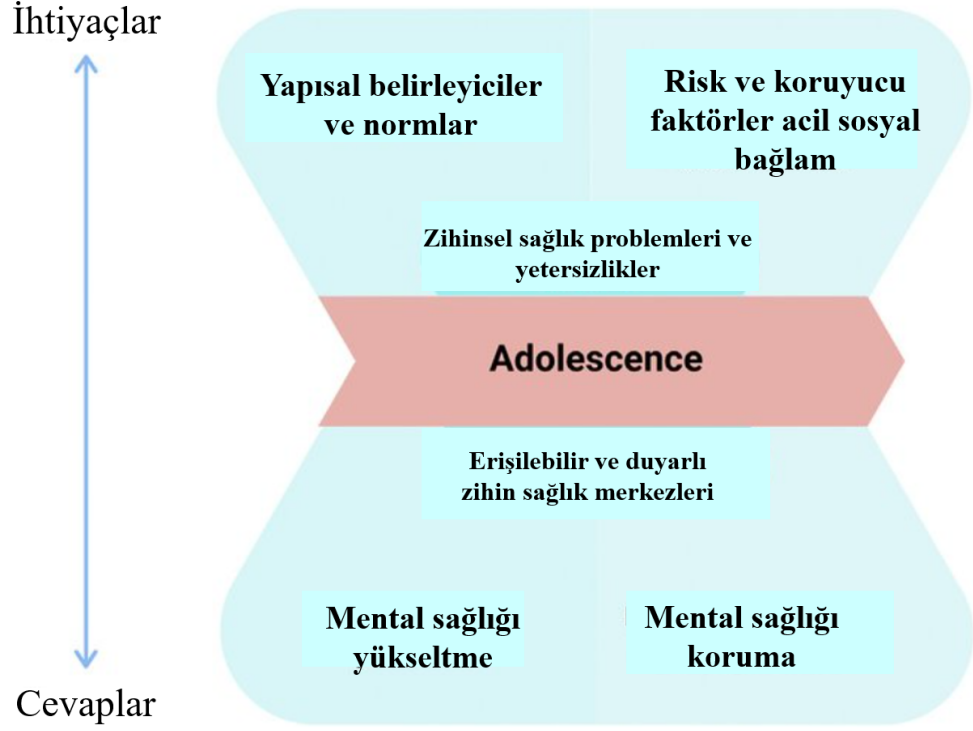 İhtiyaçlar
Yapısal belirleyiciler
ve normlar
Risk ve koruyucu
faktörler acil sosyal
bağlam
Zihinsel sağlık problemleri ve
yetersizlikler
Adolescence
Erişilebilir ve duyarlı
zihin sağlık merkezleri
Mental sağlığı
yükseltme
Mental sağlığı
koruma
Cevaplar